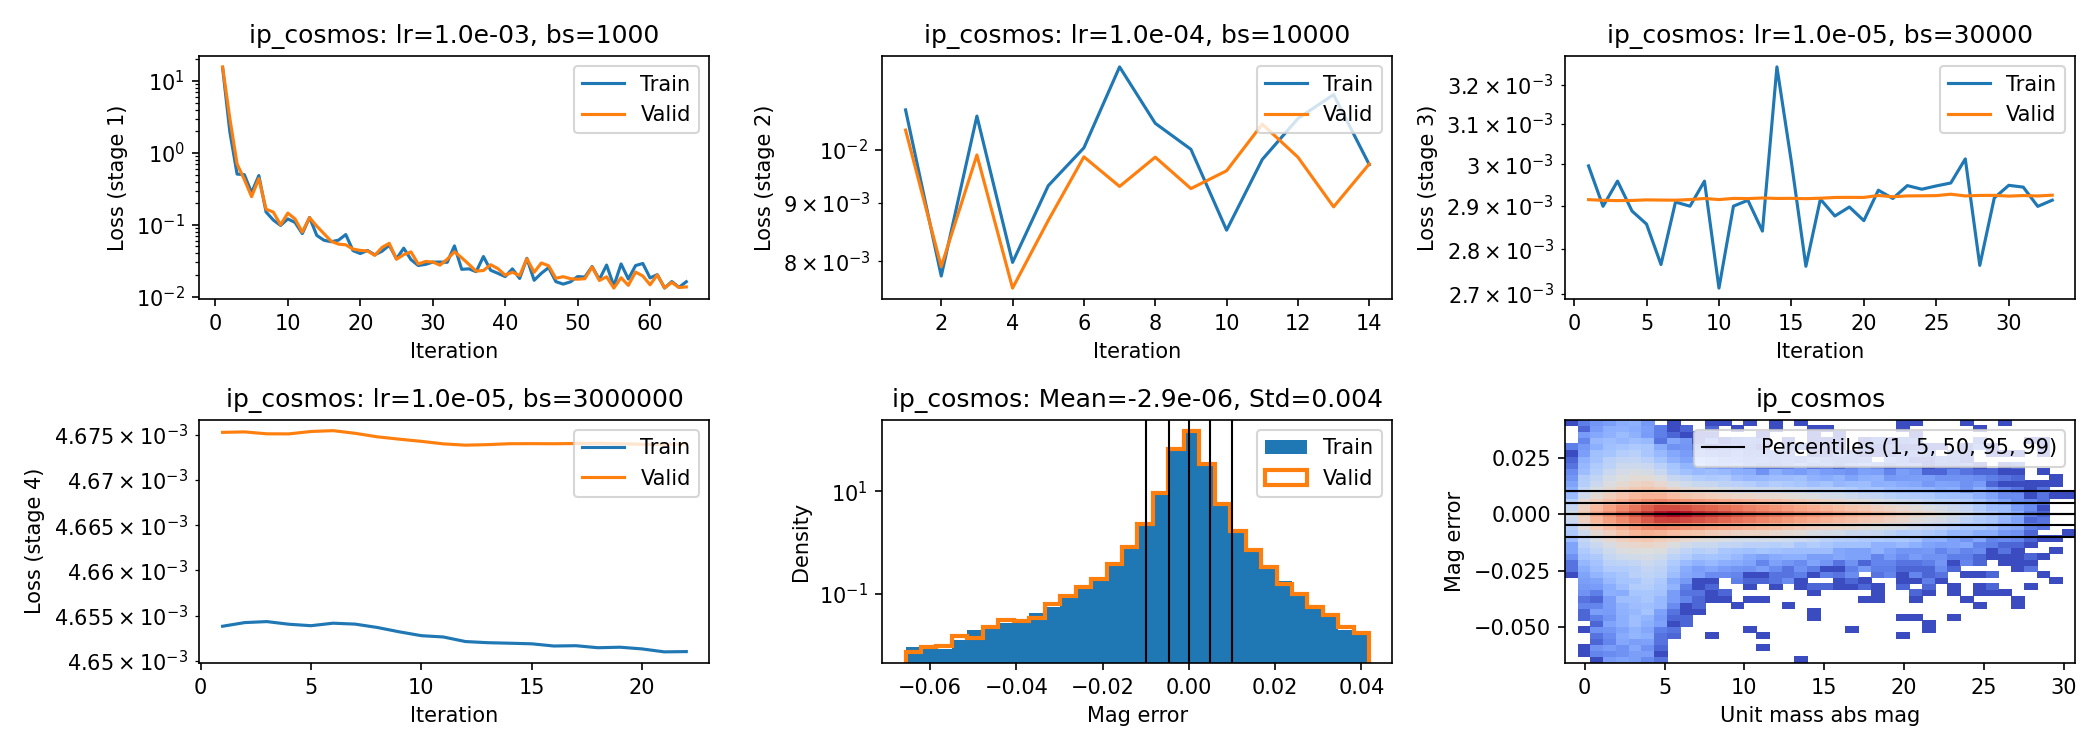 ip_cosmos: lr=1.0e-03, bs=1000
Loss (stage 1)
10¹
10⁰
10⁻¹
10⁻²
Train
Valid
0 10 20 30 40 50 60
Iteration
ip_cosmos: lr=1.0e-04, bs=10000
Loss (stage 2)
10⁻²
9 × 10⁻³
8 × 10⁻³
Train
Valid
2 4 6 8 10 12 14
Iteration
ip_cosmos: lr=1.0e-05, bs=30000
Loss (stage 3)
3.2 × 10⁻³
3.1 × 10⁻³
3 × 10⁻³
2.9 × 10⁻³
2.8 × 10⁻³
2.7 × 10⁻³
Train
Valid
0 5 10 15 20 25 30
Iteration
ip_cosmos: lr=1.0e-05, bs=3000000
Loss (stage 4)
4.675 × 10⁻³
4.67 × 10⁻³
4.665 × 10⁻³
4.66 × 10⁻³
4.655 × 10⁻³
4.65 × 10⁻³
Train
Valid
0 5 10 15 20
Iteration
ip_cosmos: Mean=-2.9e-06, Std=0.004
Density
10¹
10⁻¹
Train
Valid
−0.06 −0.04 −0.02 0.00 0.02 0.04
Mag error
ip_cosmos
Mag error
0.025
0.000
−0.025
−0.050
Percentiles (1, 5, 50, 95, 99)
0 5 10 15 20 25 30
Unit mass abs mag